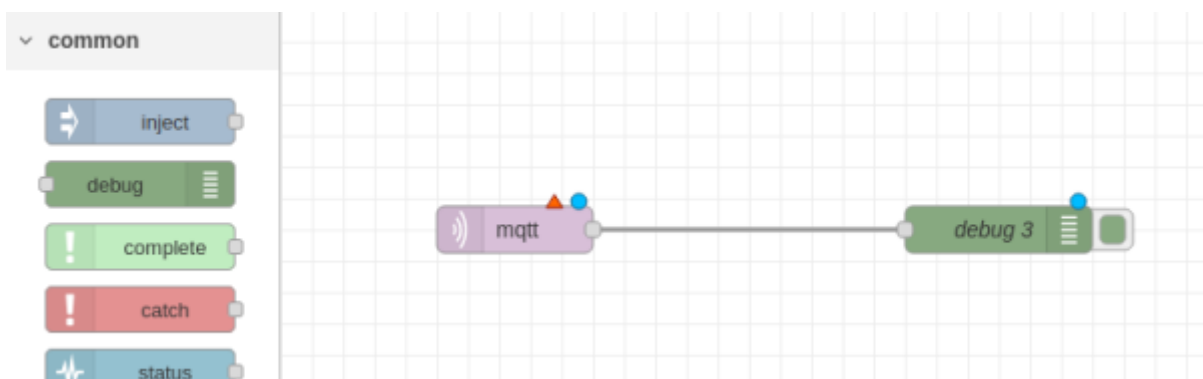 common
inject
debug
complete
catch
status
mqtt
debug 3